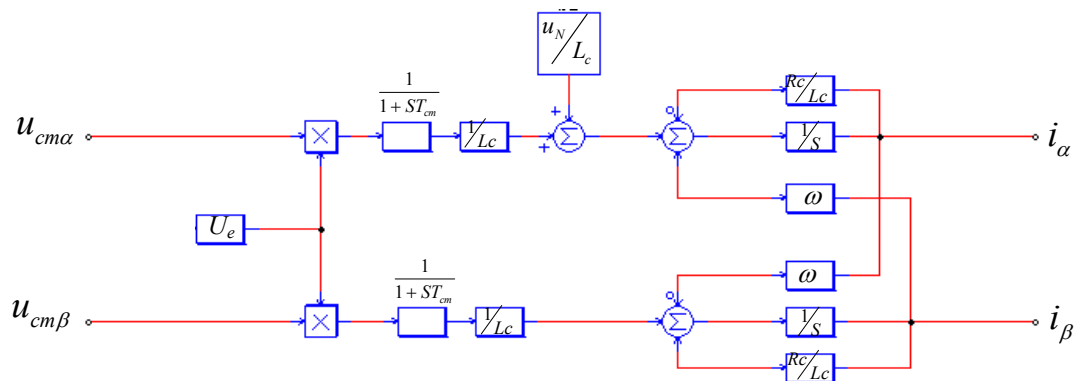 u_N/L_c
Rc/Lc
1/(1 + ST_cm)
u_cmα
×
1/Lc
+
+
Σ
Σ
1/S
i_α
ω
U_e
ω
1/(1 + ST_cm)
u_cmβ
×
1/Lc
Σ
1/S
i_β
Rc/Lc